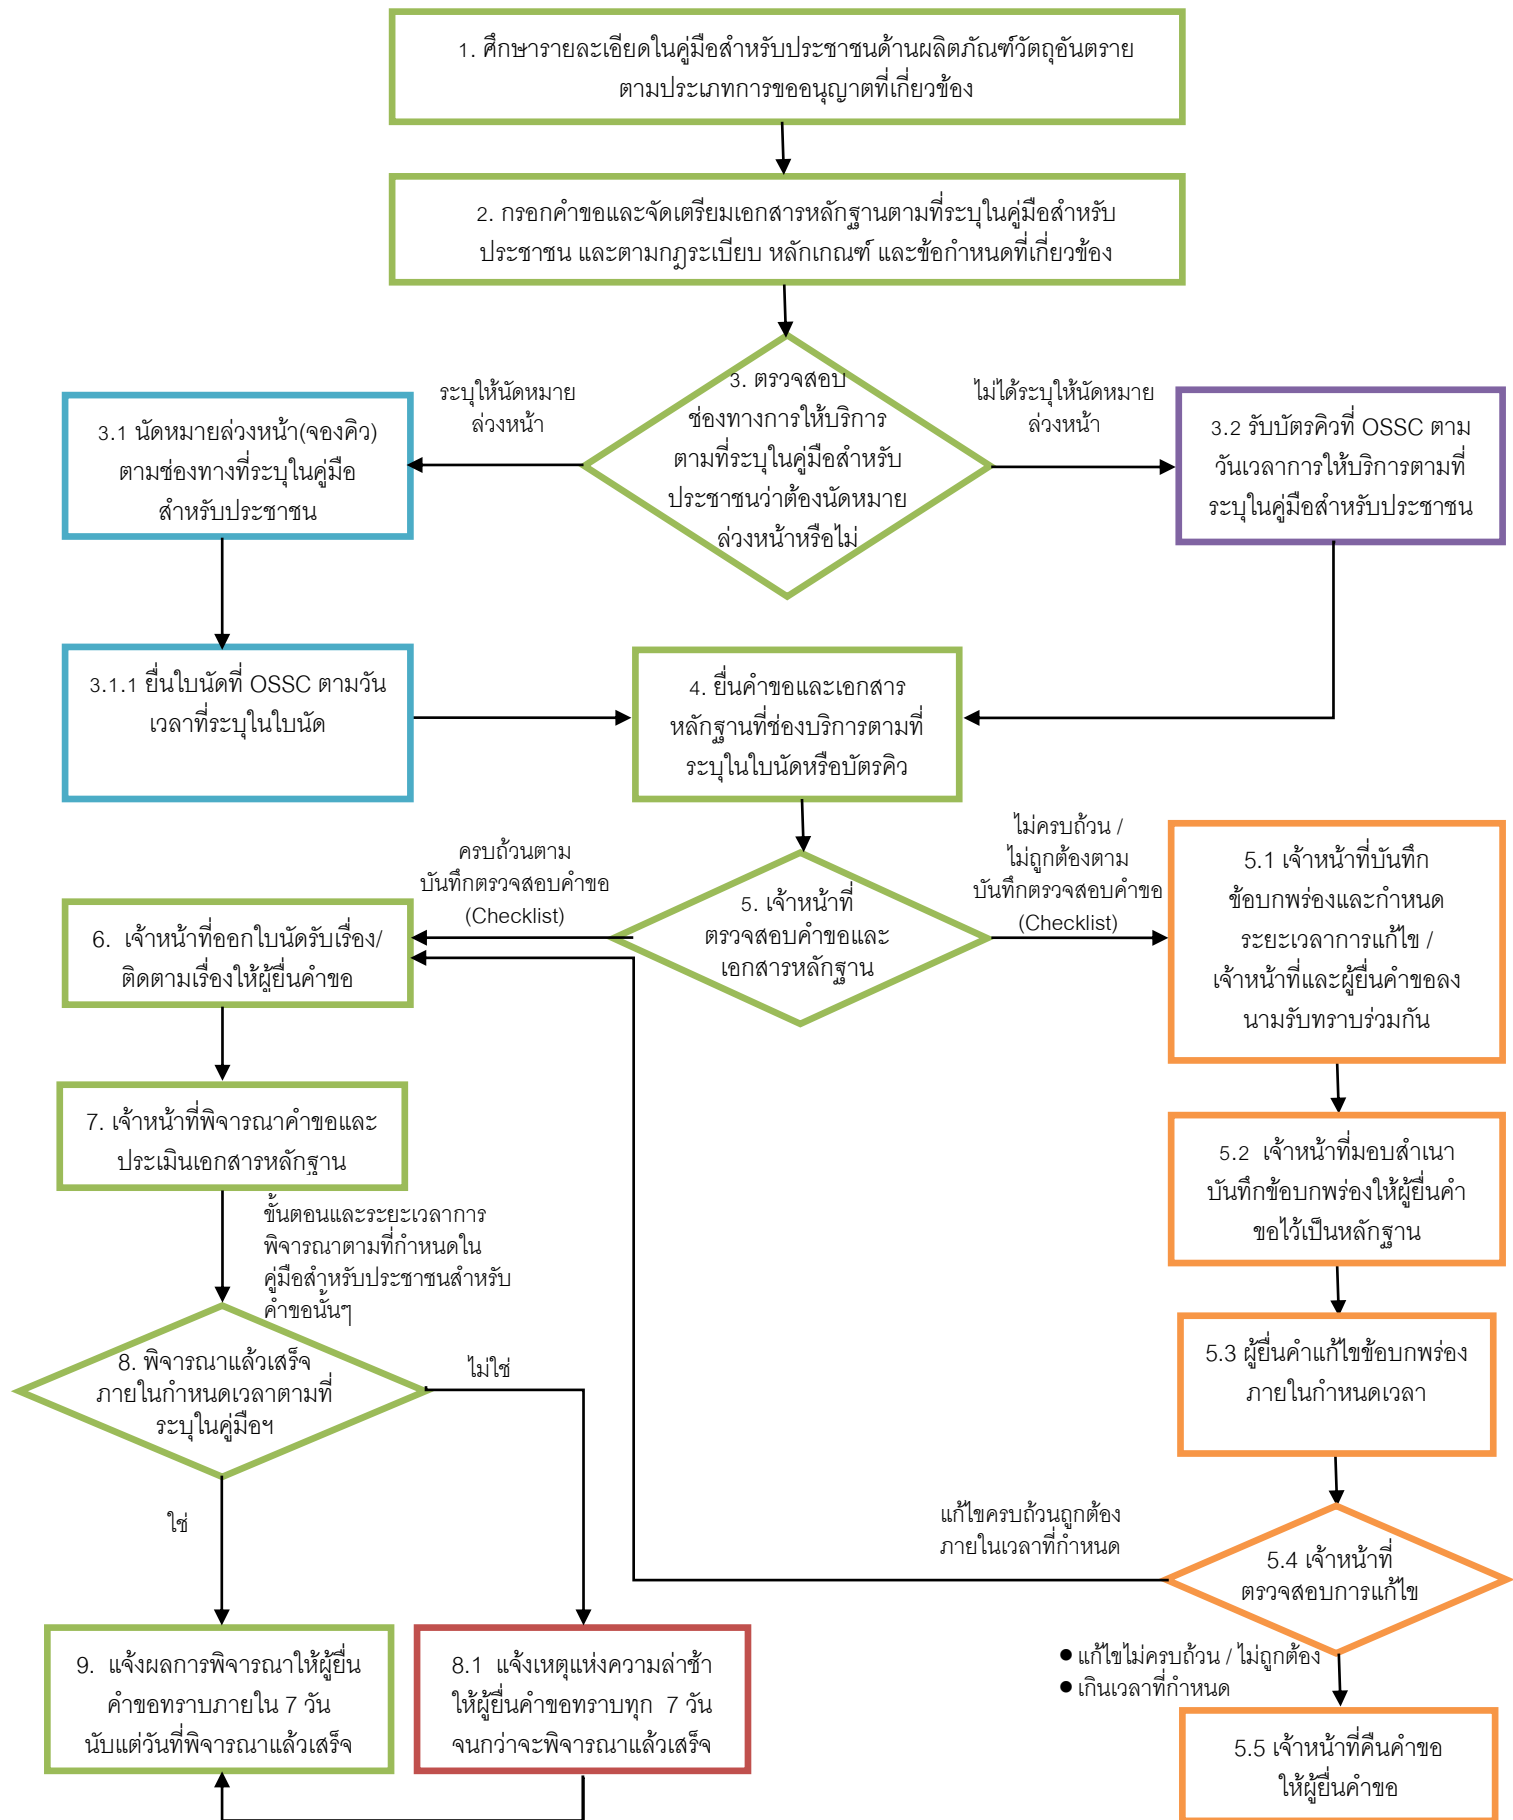 1. ศึกษารายละเอียดในคู่มือสำหรับประชาชนด้านผลิตภัณฑ์วัตถุอันตราย
ตามประเภทการขออนุญาตที่เกี่ยวข้อง
2. กรอกคำขอและจัดเตรียมเอกสารหลักฐานตามที่ระบุในคู่มือสำหรับ
ประชาชน และตามกฎระเบียบ หลักเกณฑ์ และข้อกำหนดที่เกี่ยวข้อง
3. ตรวจสอบ
ช่องทางการให้บริการ
ตามที่ระบุในคู่มือสำหรับ
ประชาชนว่าต้องนัดหมาย
ล่วงหน้าหรือไม่
ระบุให้นัดหมาย
ล่วงหน้า
ไม่ได้ระบุให้นัดหมาย
ล่วงหน้า
3.1 นัดหมายล่วงหน้า(จองคิว)
ตามช่องทางที่ระบุในคู่มือ
สำหรับประชาชน
3.2 รับบัตรคิวที่ OSSC ตาม
วันเวลาการให้บริการตามที่
ระบุในคู่มือสำหรับประชาชน
3.1.1 ยื่นใบนัดที่ OSSC ตามวัน
เวลาที่ระบุในใบนัด
4. ยื่นคำขอและเอกสาร
หลักฐานที่ช่องบริการตามที่
ระบุในใบนัดหรือบัตรคิว
ครบถ้วนตาม
บันทึกตรวจสอบคำขอ
(Checklist)
5. เจ้าหน้าที่
ตรวจสอบคำขอและ
เอกสารหลักฐาน
ไม่ครบถ้วน /
ไม่ถูกต้องตาม
บันทึกตรวจสอบคำขอ
(Checklist)
5.1 เจ้าหน้าที่บันทึก
ข้อบกพร่องและกำหนด
ระยะเวลาการแก้ไข /
เจ้าหน้าที่และผู้ยื่นคำขอลง
นามรับทราบร่วมกัน
6. เจ้าหน้าที่ออกใบนัดรับเรื่อง/
ติดตามเรื่องให้ผู้ยื่นคำขอ
7. เจ้าหน้าที่พิจารณาคำขอและ
ประเมินเอกสารหลักฐาน
5.2 เจ้าหน้าที่มอบสำเนา
บันทึกข้อบกพร่องให้ผู้ยื่นคำ
ขอไว้เป็นหลักฐาน
ขั้นตอนและระยะเวลาการ
พิจารณาตามที่กำหนดใน
คู่มือสำหรับประชาชนสำหรับ
คำขอนั้นๆ
8. พิจารณาแล้วเสร็จ
ภายในกำหนดเวลาตามที่
ระบุในคู่มือฯ
ไม่ใช่
ใช่
5.3 ผู้ยื่นคำแก้ไขข้อบกพร่อง
ภายในกำหนดเวลา
แก้ไขครบถ้วนถูกต้อง
ภายในเวลาที่กำหนด
5.4 เจ้าหน้าที่
ตรวจสอบการแก้ไข
9. แจ้งผลการพิจารณาให้ผู้ยื่น
คำขอทราบภายใน 7 วัน
นับแต่วันที่พิจารณาแล้วเสร็จ
8.1 แจ้งเหตุแห่งความล่าช้า
ให้ผู้ยื่นคำขอทราบทุก 7 วัน
จนกว่าจะพิจารณาแล้วเสร็จ
● แก้ไขไม่ครบถ้วน / ไม่ถูกต้อง
● เกินเวลาที่กำหนด
5.5 เจ้าหน้าที่คืนคำขอ
ให้ผู้ยื่นคำขอ